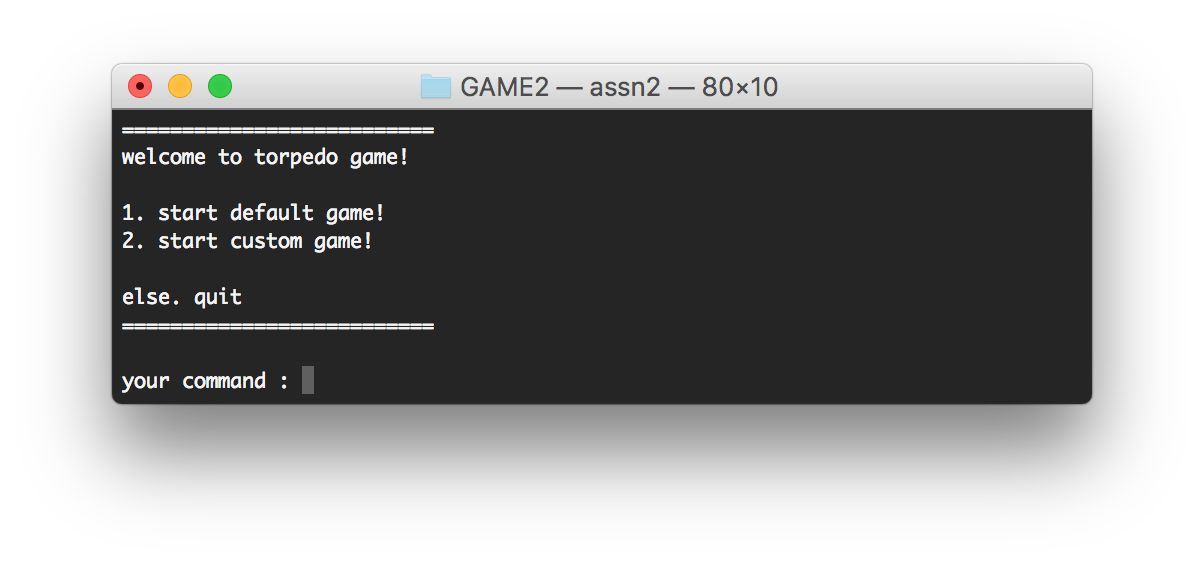 GAME2 — assn2 — 80×10
==========================
welcome to torpedo game!
1. start default game!
2. start custom game!
else. quit
==========================
your command :